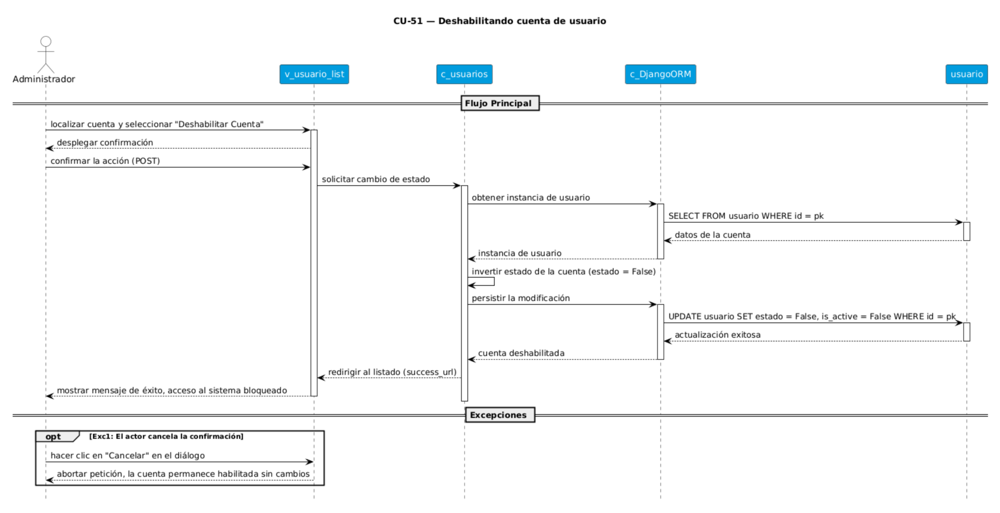 CU-51 — Deshabilitando cuenta de usuario
Administrador
v_usuario_list
c_usuarios
c_DjangoORM
usuario
Flujo Principal
localizar cuenta y seleccionar "Deshabilitar Cuenta"
desplegar confirmación
confirmar la acción (POST)
solicitar cambio de estado
obtener instancia de usuario
SELECT FROM usuario WHERE id = pk
datos de la cuenta
instancia de usuario
invertir estado de la cuenta (estado = False)
persistir la modificación
UPDATE usuario SET estado = False, is_active = False WHERE id = pk
actualización exitosa
cuenta deshabilitada
redirigir al listado (success_url)
mostrar mensaje de éxito, acceso al sistema bloqueado
Excepciones
opt [Exc1: El actor cancela la confirmación]
hacer clic en "Cancelar" en el diálogo
abortar petición, la cuenta permanece habilitada sin cambios